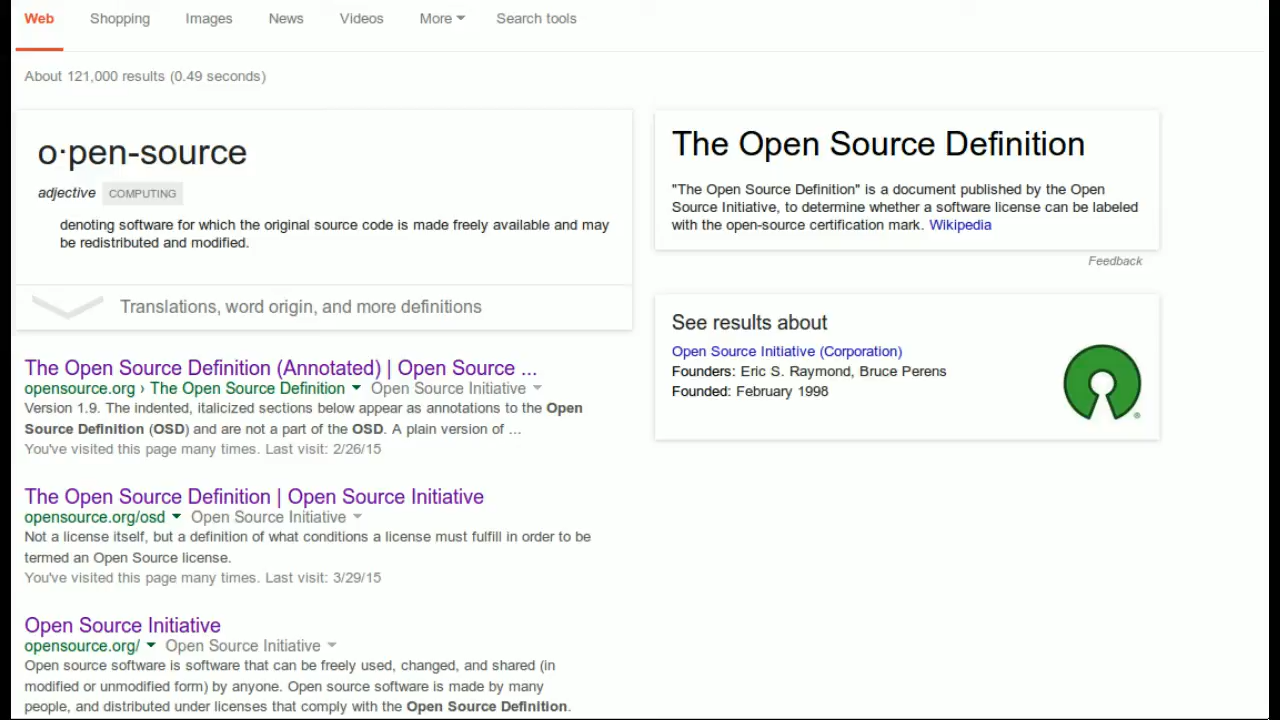 Web Shopping Images News Videos More Search tools
About 121,000 results (0.49 seconds)
o·pen-source
adjective COMPUTING
denoting software for which the original source code is made freely available and may
be redistributed and modified.
Translations, word origin, and more definitions
The Open Source Definition (Annotated) | Open Source ...
opensource.org › The Open Source Definition Open Source Initiative
Version 1.9. The indented, italicized sections below appear as annotations to the Open
Source Definition (OSD) and are not a part of the OSD. A plain version of ...
You've visited this page many times. Last visit: 2/26/15
The Open Source Definition | Open Source Initiative
opensource.org/osd Open Source Initiative
Not a license itself, but a definition of what conditions a license must fulfill in order to be
termed an Open Source license.
You've visited this page many times. Last visit: 3/29/15
Open Source Initiative
opensource.org/ Open Source Initiative
Open source software is software that can be freely used, changed, and shared (in
modified or unmodified form) by anyone. Open source software is made by many
people, and distributed under licenses that comply with the Open Source Definition.
The Open Source Definition
"The Open Source Definition" is a document published by the Open
Source Initiative, to determine whether a software license can be labeled
with the open-source certification mark. Wikipedia
Feedback
See results about
Open Source Initiative (Corporation)
Founders: Eric S. Raymond, Bruce Perens
Founded: February 1998
®